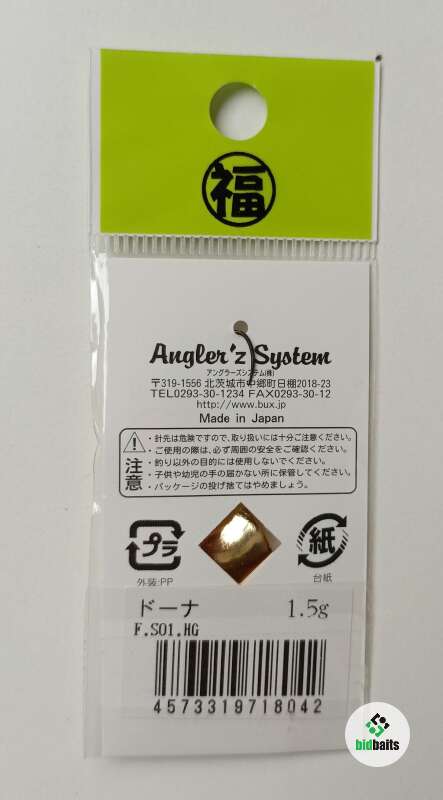 福
Angler'z System
アングラーズシステム(株)
〒319-1556 北茨城市中郷町日棚2018-23
TEL0293-30-1234 FAX0293-30-12
http://www.bux.jp
Made in Japan
注意
・針先は危険ですので、取り扱いには十分ご注意ください。
・ご使用の際は、必ず周囲の安全をご確認ください。
・釣り以外の目的には使用しないでください。
・子供や幼児の手の届かない所に保管してください。
・パッケージの投げ捨てはやめましょう。
プラ
外装:PP
紙
台紙
ドーナ 1.5g
F.S01.HG
4573319718042
bidbaits